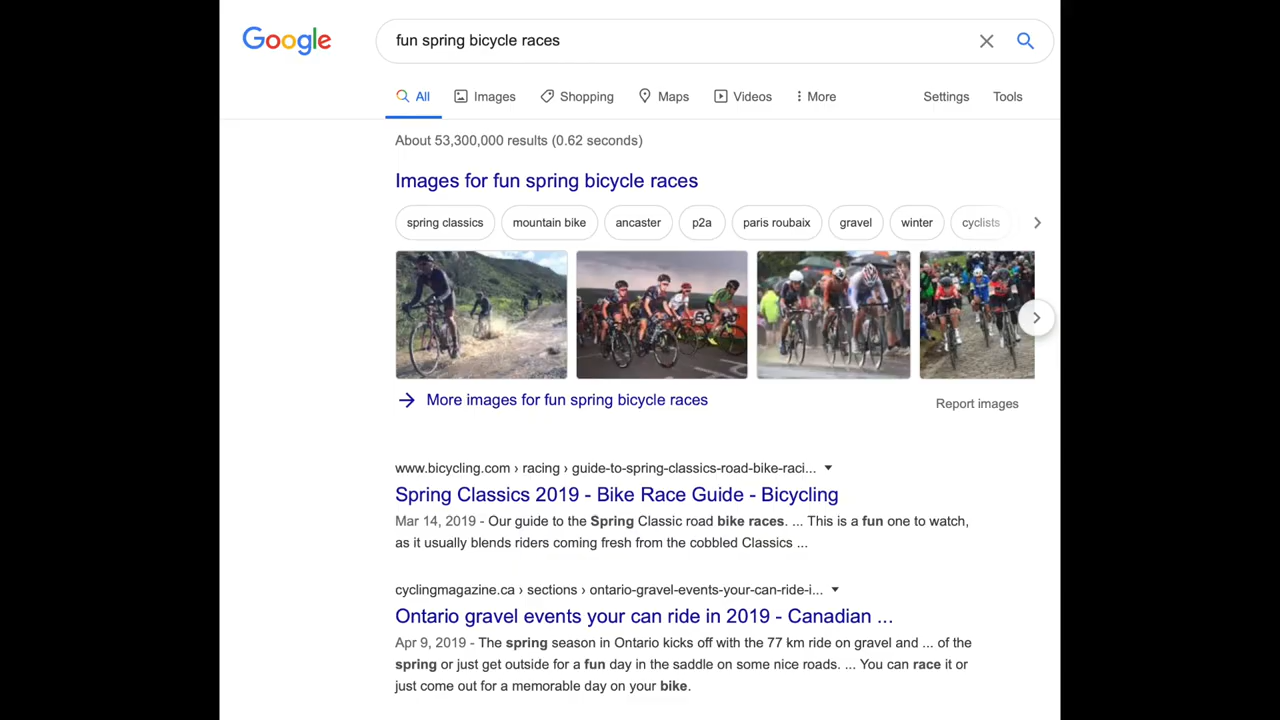 Google
fun spring bicycle races
All Images Shopping Maps Videos More Settings Tools
About 53,300,000 results (0.62 seconds)
Images for fun spring bicycle races
spring classics mountain bike ancaster p2a paris roubaix gravel winter cyclists
More images for fun spring bicycle races
Report images
www.bicycling.com › racing › guide-to-spring-classics-road-bike-raci...
Spring Classics 2019 - Bike Race Guide - Bicycling
Mar 14, 2019 - Our guide to the Spring Classic road bike races. ... This is a fun one to watch,
as it usually blends riders coming fresh from the cobbled Classics ...
cyclingmagazine.ca › sections › ontario-gravel-events-your-can-ride-i...
Ontario gravel events your can ride in 2019 - Canadian ...
Apr 9, 2019 - The spring season in Ontario kicks off with the 77 km ride on gravel and ... of the
spring or just get outside for a fun day in the saddle on some nice roads. ... You can race it or
just come out for a memorable day on your bike.